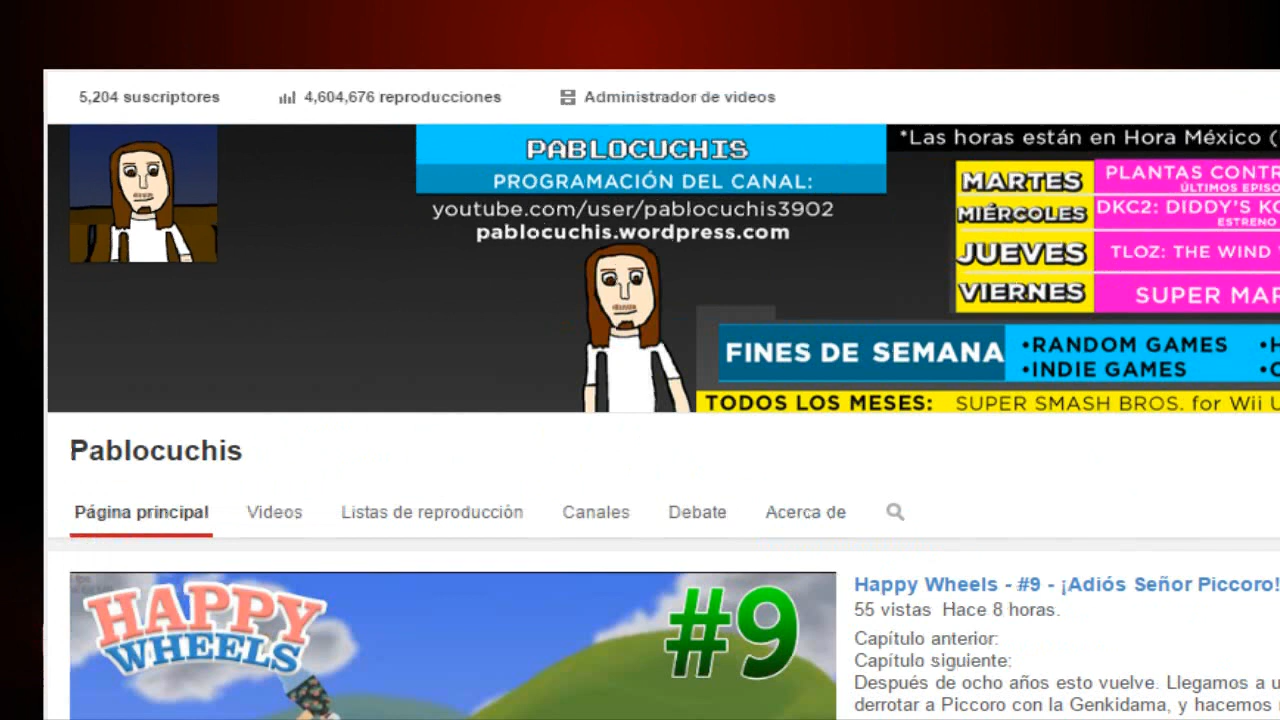 5,204 suscriptores
4,604,676 reproducciones
Administrador de videos
PABLOCUCHIS
PROGRAMACIÓN DEL CANAL:
youtube.com/user/pablocuchis3902
pablocuchis.wordpress.com
*Las horas están en Hora México (
MARTES PLANTAS CONTR
ÚLTIMOS EPISO
MIÉRCOLES DKC2: DIDDY'S KO
ESTRENO
JUEVES TLOZ: THE WIND
VIERNES SUPER MAR
FINES DE SEMANA
•RANDOM GAMES •H
•INDIE GAMES
TODOS LOS MESES: SUPER SMASH BROS. for Wii U
Pablocuchis
Página principal Videos Listas de reproducción Canales Debate Acerca de
HAPPY
WHEELS
#9
Happy Wheels - #9 - ¡Adiós Señor Piccoro!
55 vistas Hace 8 horas.
Capítulo anterior:
Capítulo siguiente:
Después de ocho años esto vuelve. Llegamos a u
derrotar a Piccoro con la Genkidama, y hacemos